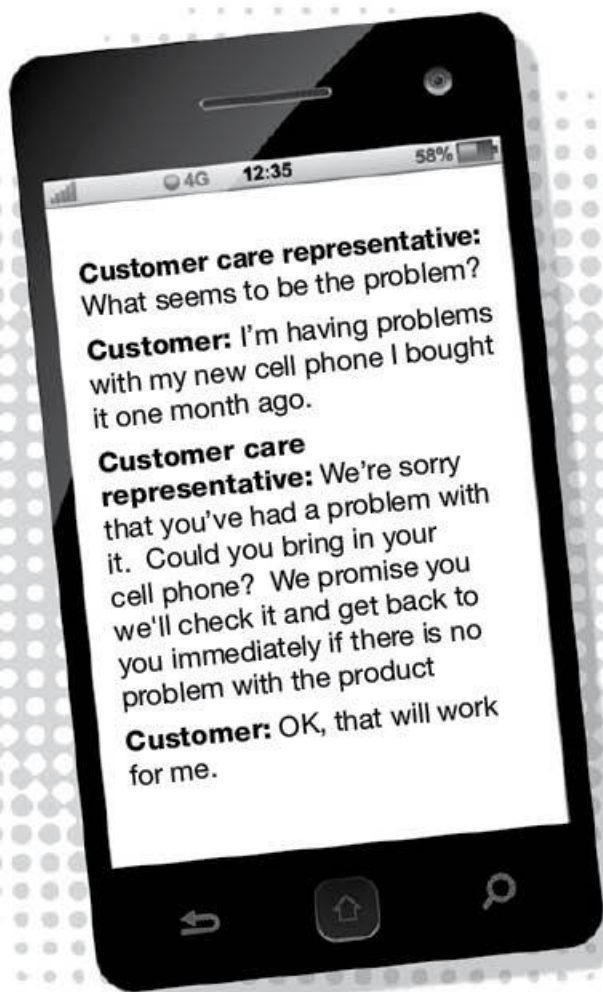 4G 12:35 58%
Customer care representative:
What seems to be the problem?
Customer: I'm having problems
with my new cell phone I bought
it one month ago.
Customer care
representative: We're sorry
that you've had a problem with
it. Could you bring in your
cell phone? We promise you
we'll check it and get back to
you immediately if there is no
problem with the product
Customer: OK, that will work
for me.